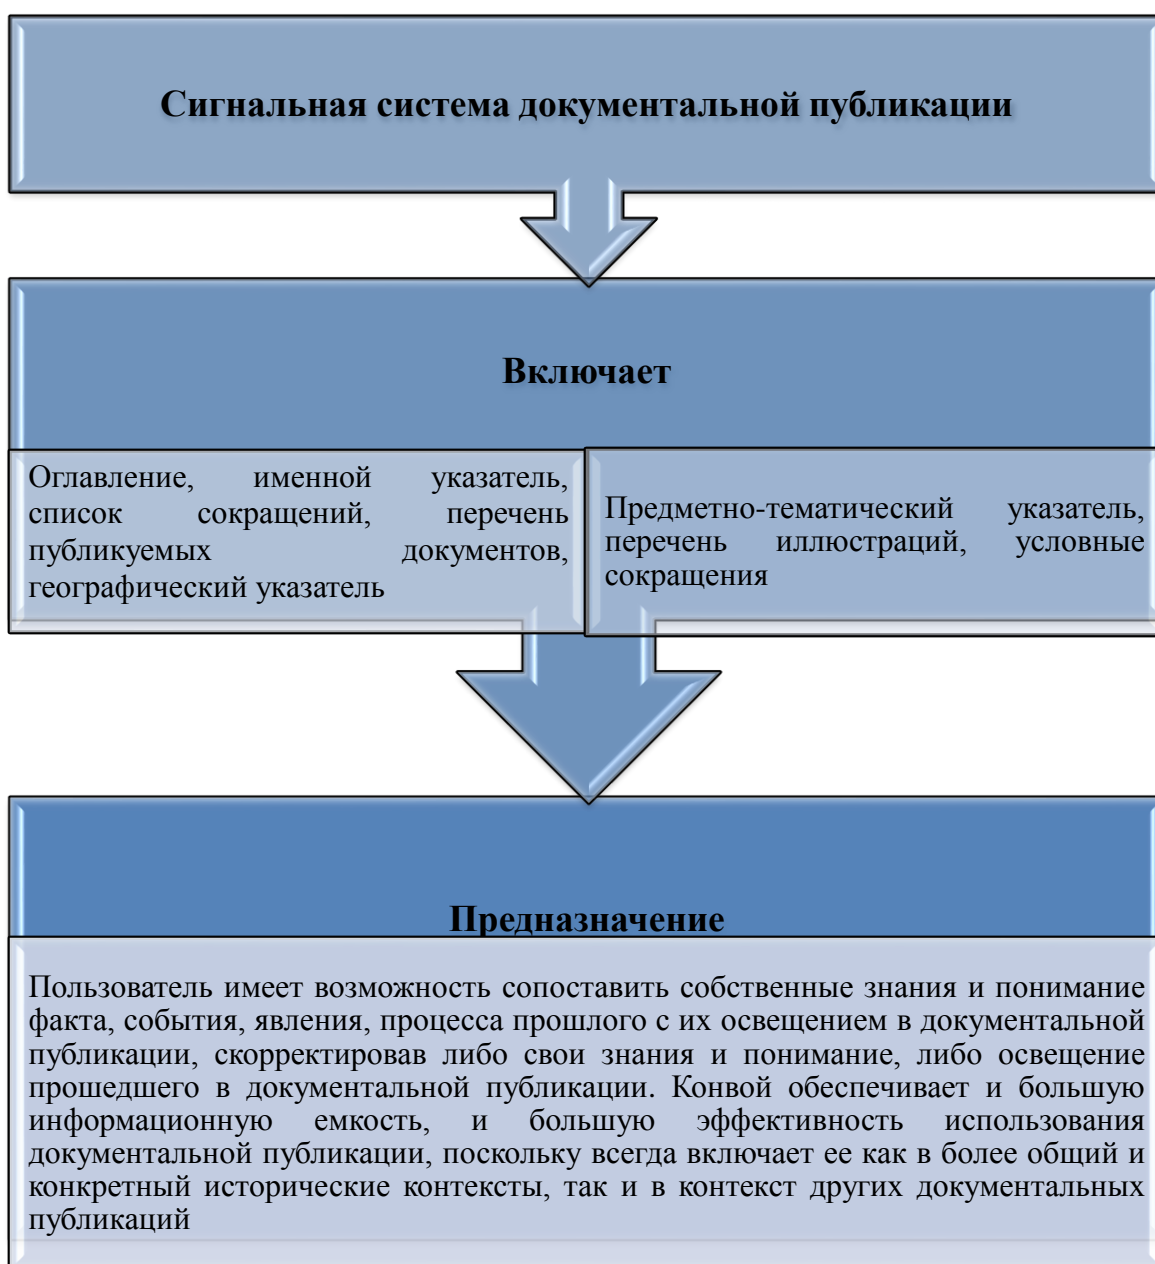 Сигнальная система документальной публикации
Включает
Оглавление, именной указатель,
список сокращений, перечень
публикуемых документов,
географический указатель
Предметно-тематический указатель,
перечень иллюстраций, условные
сокращения
Предназначение
Пользователь имеет возможность сопоставить собственные знания и понимание
факта, события, явления, процесса прошлого с их освещением в документальной
публикации, скорректировав либо свои знания и понимание, либо освещение
прошедшего в документальной публикации. Конвой обеспечивает и большую
информационную емкость, и большую эффективность использования
документальной публикации, поскольку всегда включает ее как в более общий и
конкретный исторические контексты, так и в контекст других документальных
публикаций